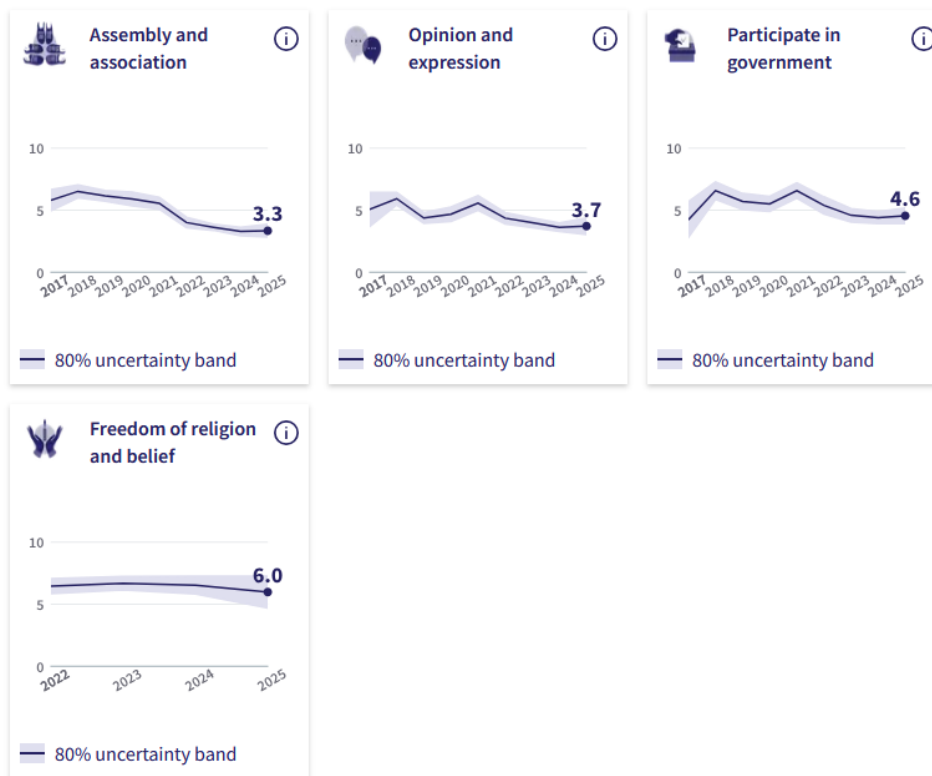 Assembly and
association
10
5
0
3.3
2017 2018 2019 2020 2021 2022 2023 2024 2025
80% uncertainty band
Opinion and
expression
10
5
0
3.7
2017 2018 2019 2020 2021 2022 2023 2024 2025
80% uncertainty band
Participate in
government
10
5
0
4.6
2017 2018 2019 2020 2021 2022 2023 2024 2025
80% uncertainty band
Freedom of religion
and belief
10
5
0
6.0
2022 2023 2024 2025
80% uncertainty band